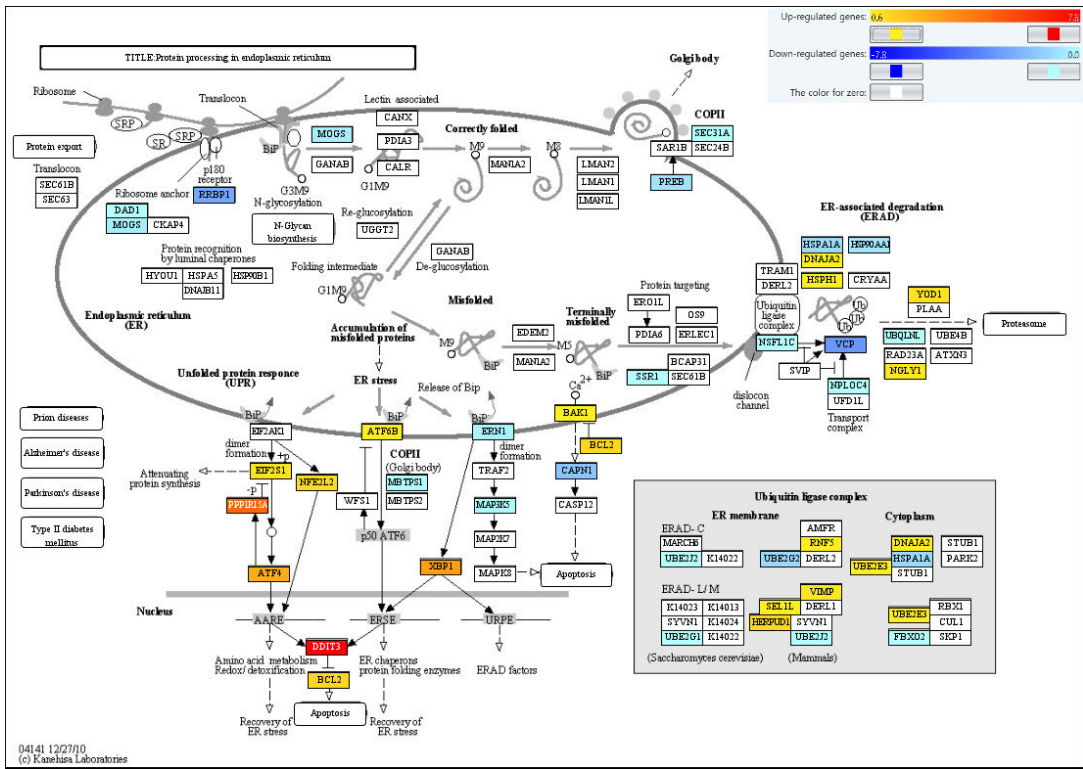 Up-regulated genes:
0.6
7.8
Down-regulated genes:
-7.8
0.0
The color for zero:
TITLE:Protein processing in endoplasmic reticulum
Ribosome
SRP
SR
SRP
Protein export
Translocon
SEC61B
SEC63
p180
receptor
Ribosome anchor
RRBP1
DAD1
MOGS
CKAP4
Translocon
BiP
MOGS
GANAB
G3M9
N-glycosylation
N-Glycan
biosynthesis
Lectin associated
CANX
PDIA3
CALR
G1M9
Re-glucosylation
UGGT2
Correctly folded
M9
MAN1A2
M8
LMAN2
LMAN1
LMAN1L
Golgi body
COPII
SAR1B
SEC31A
SEC24B
PREB
Protein recognition
by luminal chaperones
HYOU1
HSPA5
HSP90B1
DNAJB11
GANAB
De-glucosylation
Folding intermediate
G1M9
Endoplasmic reticulum
(ER)
Misfolded
M9
BiP
EDEM2
MAN1A2
Terminally
misfolded
M5
BiP
Protein targeting
ERO1L
PDIA6
OS9
ERLEC1
BCAP31
SSR1
SEC61B
ER-associated degradation
(ERAD)
HSPA1A
HSP90AA1
DNAJA2
HSPH1
CRYAA
TRAM1
DERL2
Ubiquitin
ligase
complex
NSFL1C
Ub
Ub
Ub
YOD1
PLAA
Proteasome
VCP
UBQLNL
UBE4B
RAD23A
ATXN3
NGLY1
SVIP
NPLOC4
UFD1L
Transport
complex
dislocon
channel
Accumulation of
misfolded proteins
Unfolded protein responce
(UPR)
ER stress
Release of Bip
BiP
BiP
BiP
Ca2+
BAK1
BCL2
Prion diseases
Alzheimer's disease
Parkinson's disease
Type II diabetes
mellitus
EIF2AK1
dimer
formation
+p
EIF2S1
Attenuating
protein synthesis
-p
PPP1R15A
NFE2L2
ATF4
ATF6B
COPII
(Golgi body)
MBTPS1
MBTPS2
WFS1
p50 ATF6
ERN1
dimer
formation
TRAF2
MAP3K5
MAP2K7
MAPK8
XBP1
CAPN1
CASP12
Apoptosis
Nucleus
AARE
ERSE
URPE
DDIT3
BCL2
Apoptosis
Amino acid metabolism
Redox/detoxification
ER chaperons
protein folding enzymes
ERAD factors
Recovery of
ER stress
Recovery of
ER stress
Ubiquitin ligase complex
ER membrane
Cytoplasm
ERAD-C
MARCH6
UBE2J2
K14022
AMFR
RNF5
UBE2G2
DERL2
DNAJA2
HSPA1A
UBE2E3
STUB1
STUB1
PARK2
ERAD-L/M
K14023
K14013
SYVN1
K14024
UBE2G1
K14022
(Saccharomyces cerevisiae)
VIMP
SEL1L
DERL1
HERPUD1
SYVN1
UBE2J2
(Mammals)
UBE2E3
RBX1
CUL1
FBXO2
SKP1
04141 12/27/10
(c) Kanehisa Laboratories